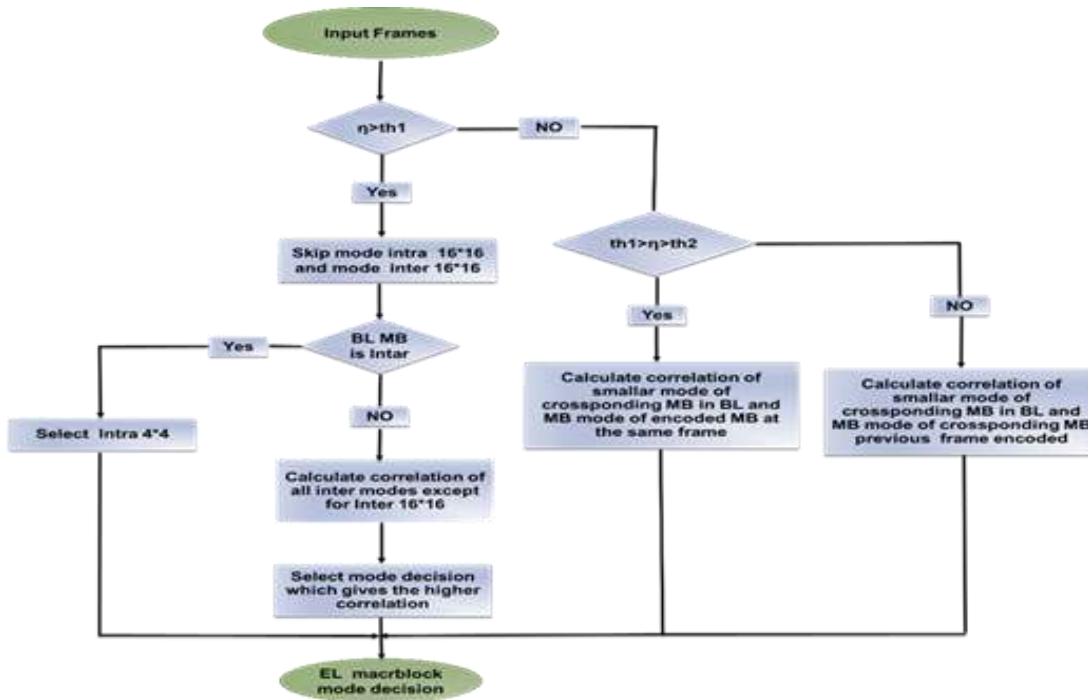 Input Frames
η>th1
NO
Yes
Skip mode intra 16*16
and mode inter 16*16
th1>η>th2
NO
Yes
BL MB
is Intar
Yes
NO
Calculate correlation of
smallar mode of
crossponding MB in BL and
MB mode of encoded MB at
the same frame
Calculate correlation of
smallar mode of
crossponding MB in BL and
MB mode of crossponding MB
previous frame encoded
Select Intra 4*4
Calculate correlation of
all inter modes except
for Inter 16*16
Select mode decision
which gives the higher
correlation
EL macrblock
mode decision